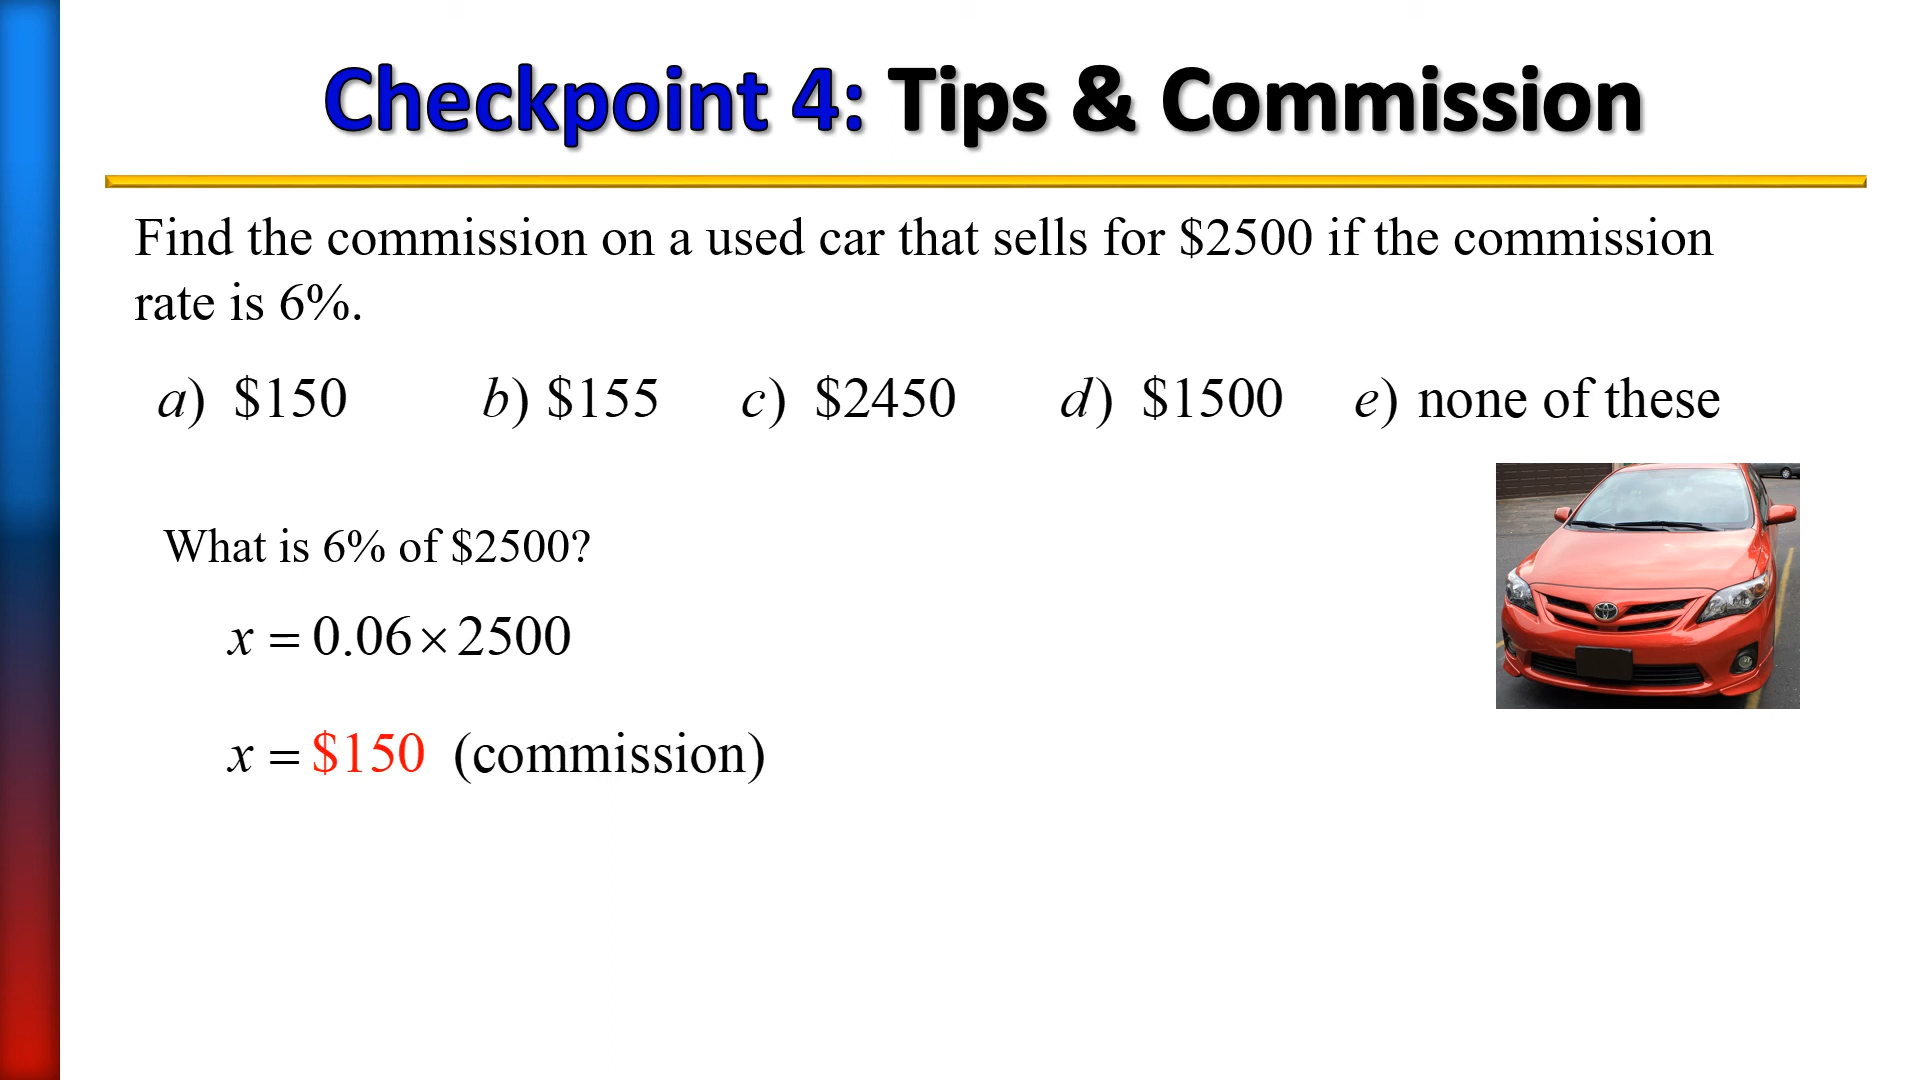 Checkpoint 4: Tips & Commission
Find the commission on a used car that sells for $2500 if the commission
rate is 6%.
a) $150 b) $155 c) $2450 d) $1500 e) none of these
What is 6% of $2500?
x = 0.06 × 2500
x = $150 (commission)